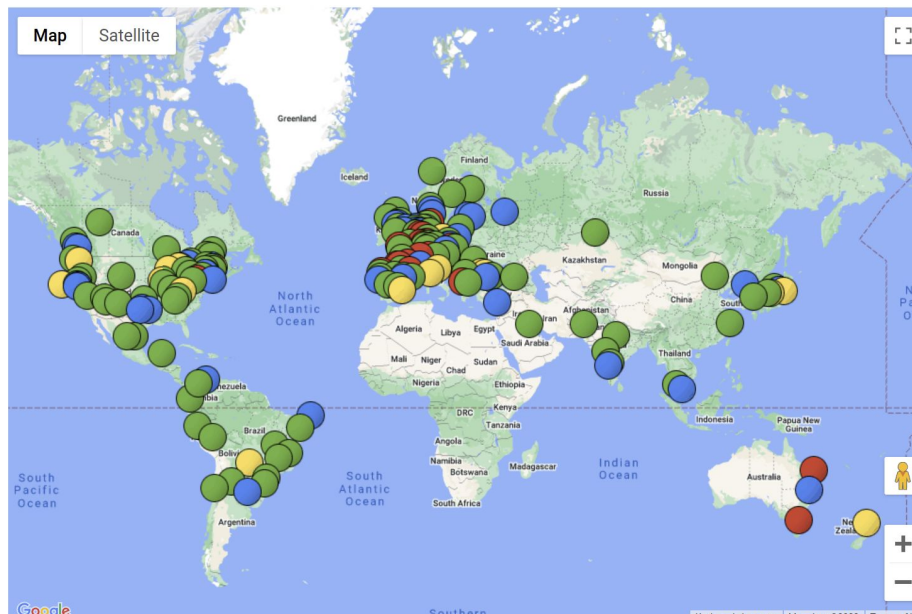 Map
Satellite
Greenland
Finland
Iceland
Russia
Canada
Kazakhstan
Mongolia
North
Atlantic
Ocean
China
South
Algeria
Libya
Egypt
Saudi Arabia
Mali
Niger
Sudan
Thailand
Chad
Nigeria
Ethiopia
DRC
Kenya
Indonesia
Papua New
Guinea
Tanzania
Brazil
Angola
Namibia
Madagascar
Botswana
Indian
Ocean
South
Pacific
Ocean
South
Atlantic
Ocean
Australia
South Africa
Argentina
Google